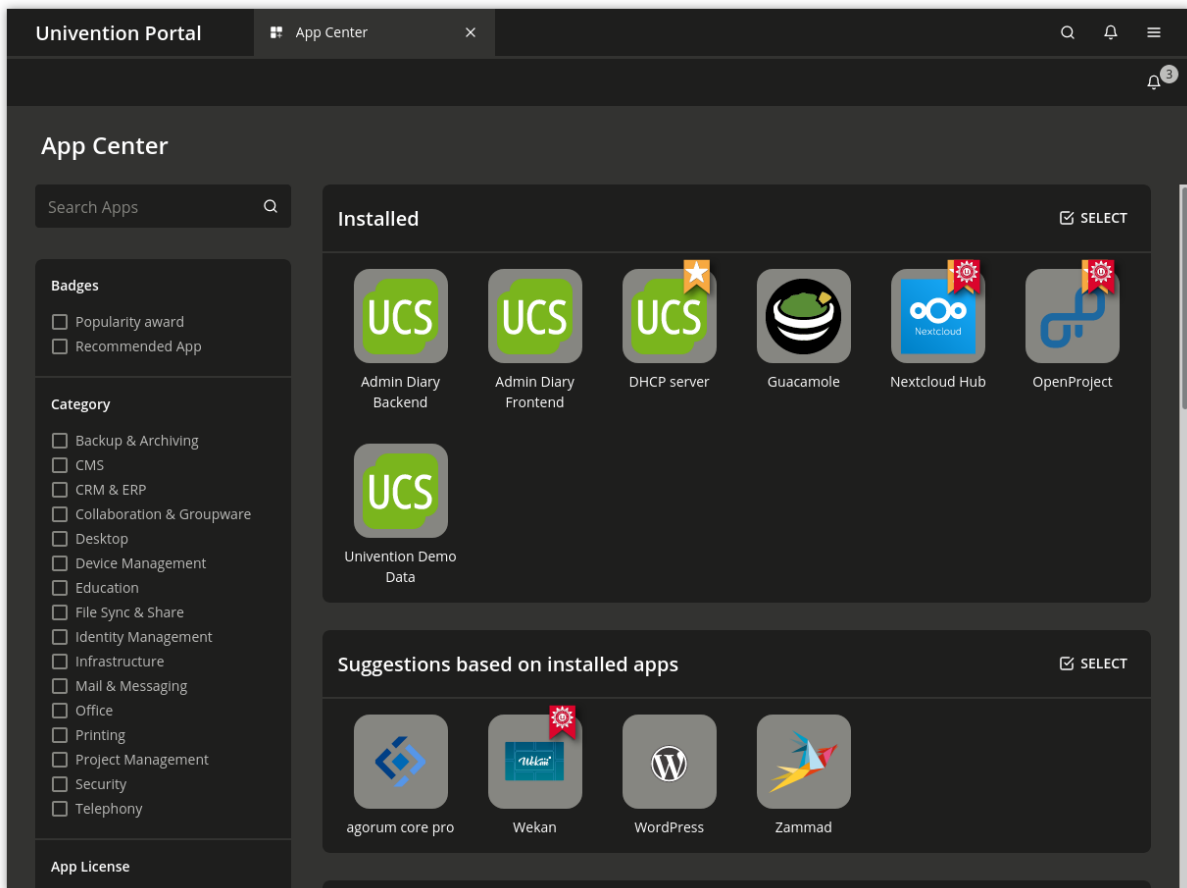 Univention Portal
App Center
3
App Center
Search Apps
Badges
Popularity award
Recommended App
Category
Backup & Archiving
CMS
CRM & ERP
Collaboration & Groupware
Desktop
Device Management
Education
File Sync & Share
Identity Management
Infrastructure
Mail & Messaging
Office
Printing
Project Management
Security
Telephony
App License
Installed
SELECT
UCS
UCS
UCS
Nextcloud
Admin Diary
Backend
Admin Diary
Frontend
DHCP server
Guacamole
Nextcloud Hub
OpenProject
UCS
Univention Demo
Data
Suggestions based on installed apps
SELECT
Wekan
W
agorum core pro
Wekan
WordPress
Zammad